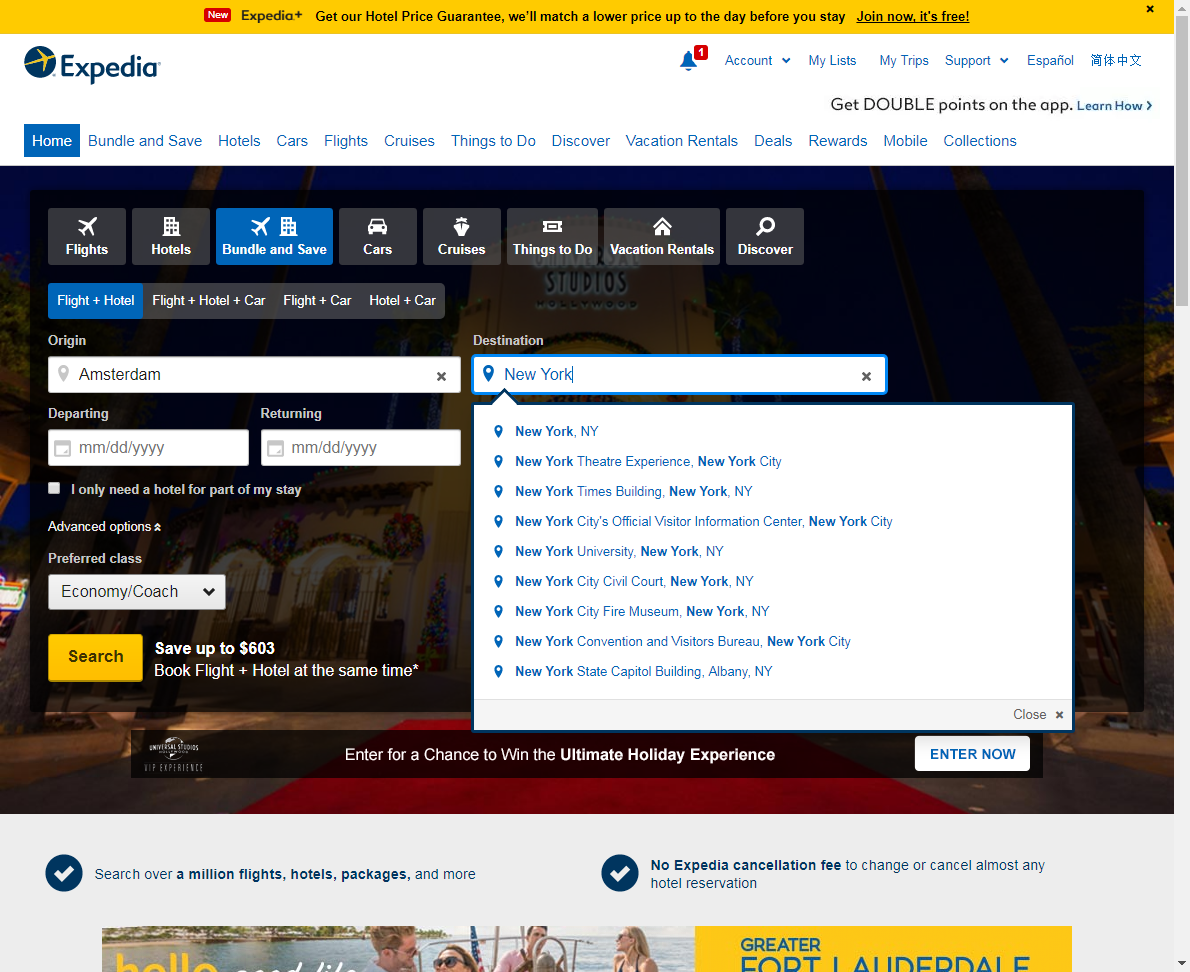 New Expedia+ Get our Hotel Price Guarantee, we'll match a lower price up to the day before you stay Join now, it's free!
Expedia
1 Account My Lists My Trips Support Español 简体中文
Get DOUBLE points on the app. Learn How
Home Bundle and Save Hotels Cars Flights Cruises Things to Do Discover Vacation Rentals Deals Rewards Mobile Collections
Flights Hotels Bundle and Save Cars Cruises Things to Do Vacation Rentals Discover
UNIVERSAL
STUDIOS
HOLLYWOOD
Flight + Hotel Flight + Hotel + Car Flight + Car Hotel + Car
Origin Destination
Amsterdam New York
Departing Returning
mm/dd/yyyy mm/dd/yyyy
I only need a hotel for part of my stay
Advanced options
Preferred class
Economy/Coach
Search Save up to $603
Book Flight + Hotel at the same time*
New York, NY
New York Theatre Experience, New York City
New York Times Building, New York, NY
New York City's Official Visitor Information Center, New York City
New York University, New York, NY
New York City Civil Court, New York, NY
New York City Fire Museum, New York, NY
New York Convention and Visitors Bureau, New York City
New York State Capitol Building, Albany, NY
Close
UNIVERSAL STUDIOS
HOLLYWOOD
VIP EXPERIENCE
Enter for a Chance to Win the Ultimate Holiday Experience ENTER NOW
Search over a million flights, hotels, packages, and more
No Expedia cancellation fee to change or cancel almost any
hotel reservation
hello good life
GREATER
FORT LAUDERDALE